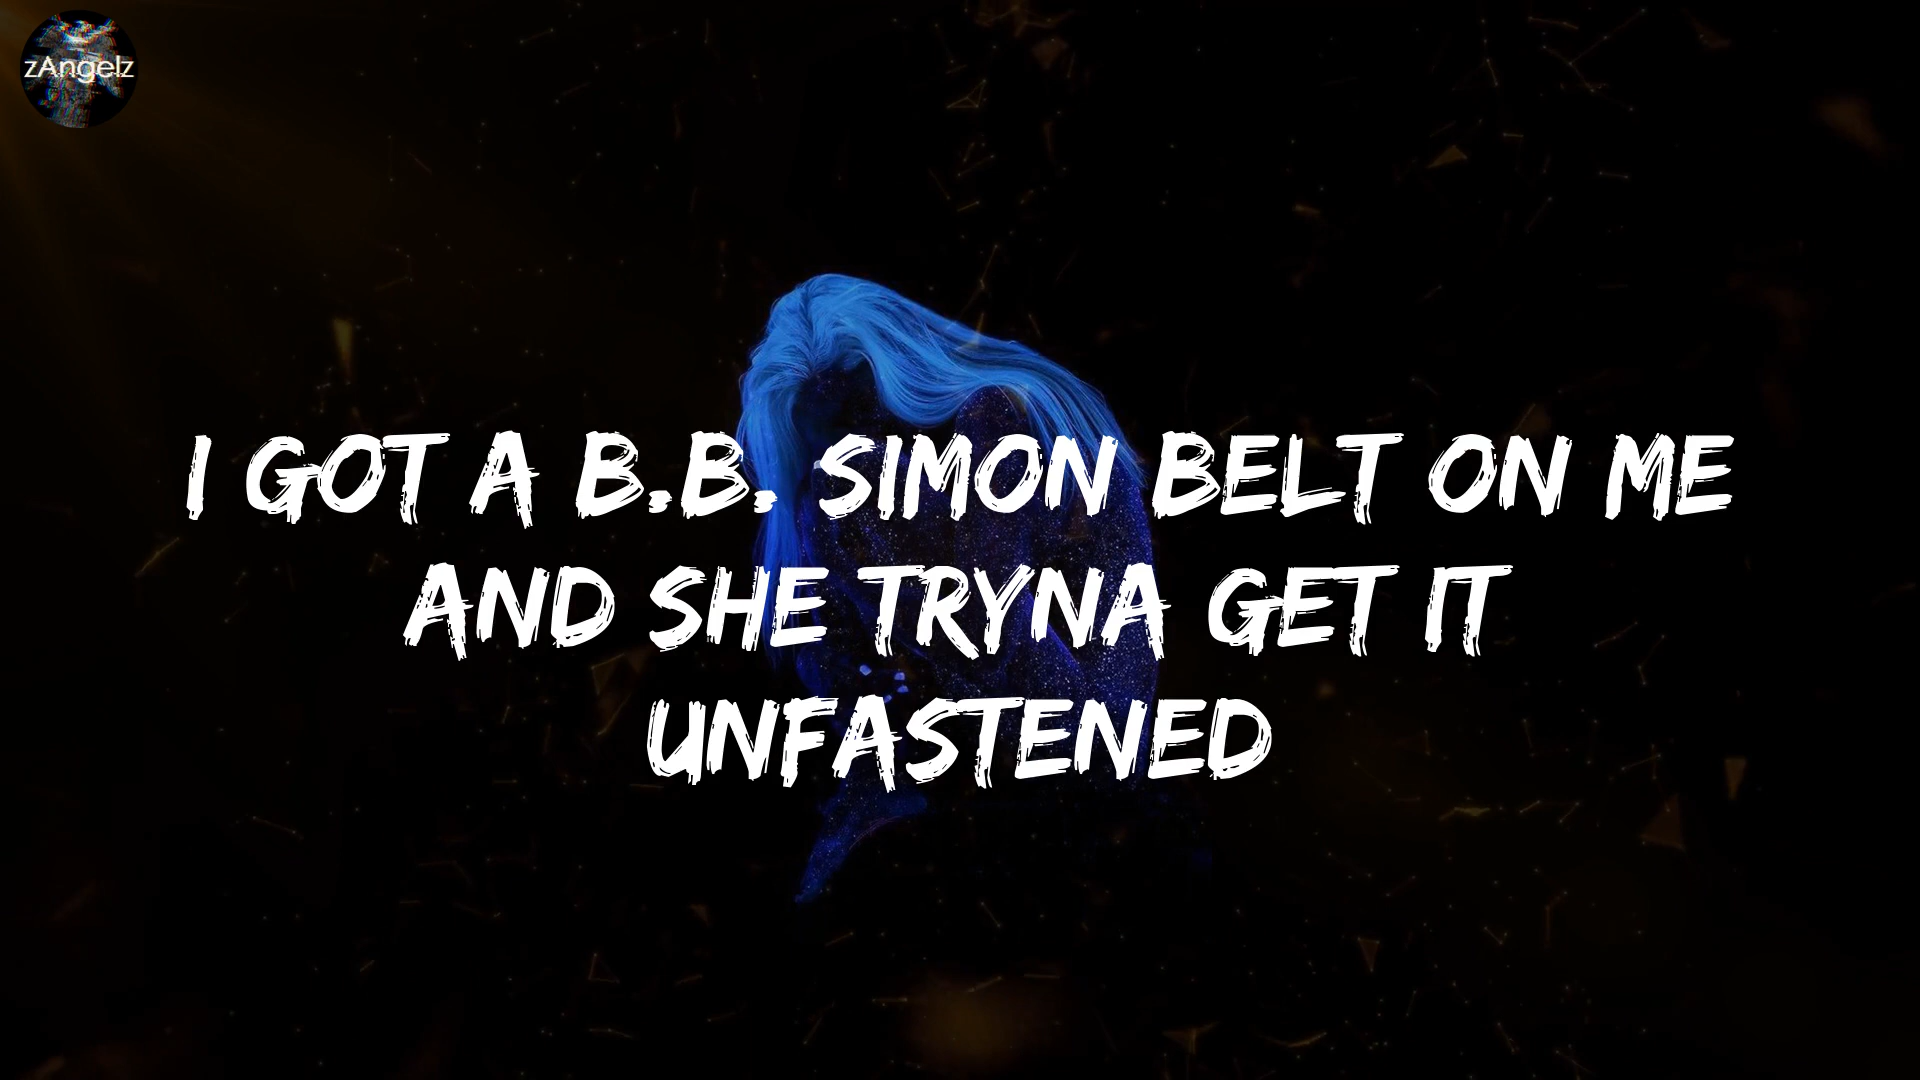 zAngelz
I GOT A B.B. SIMON BELT ON ME
AND SHE TRYNA GET IT
UNFASTENED